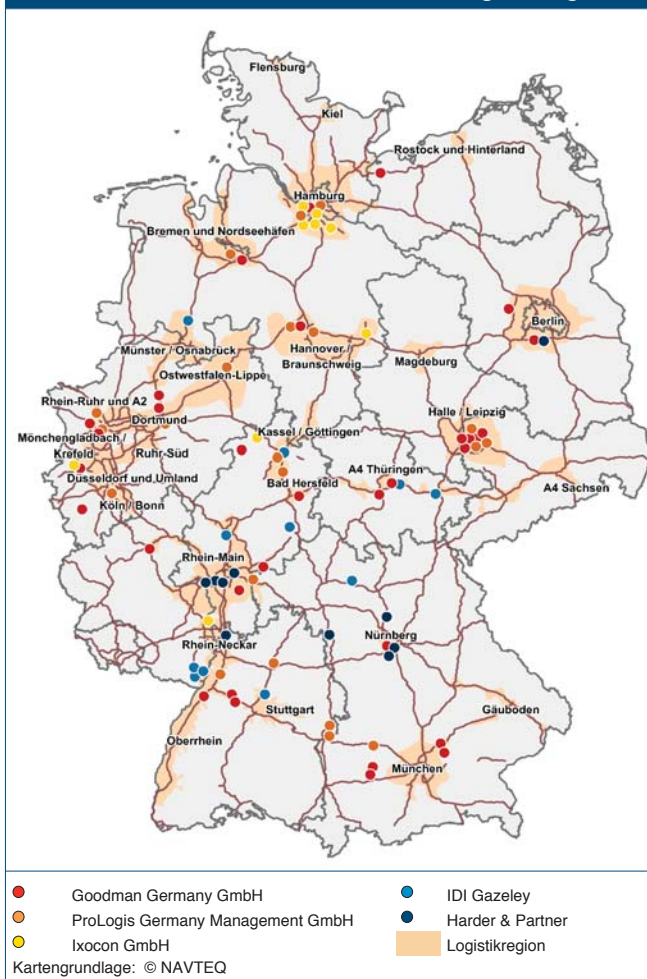 Flensburg
Kiel
Rostock und Hinterland
Hamburg
Bremen und Nordseehäfen
Berlin
Münster / Osnabrück
Hannover /
Braunschweig
Magdeburg
Ostwestfalen-Lippe
Rhein-Ruhr und A2
Dortmund
Halle / Leipzig
Mönchengladbach /
Krefeld
Kassel / Göttingen
Ruhr-Süd
Düsseldorf und Umland
Bad Hersfeld
A4 Thüringen
A4 Sachsen
Köln / Bonn
Rhein-Main
Rhein-Neckar
Nürnberg
Stuttgart
Gäuboden
Oberrhein
München
Goodman Germany GmbH
ProLogis Germany Management GmbH
Ixocon GmbH
IDI Gazeley
Harder & Partner
Logistikregion
Kartengrundlage: © NAVTEQ